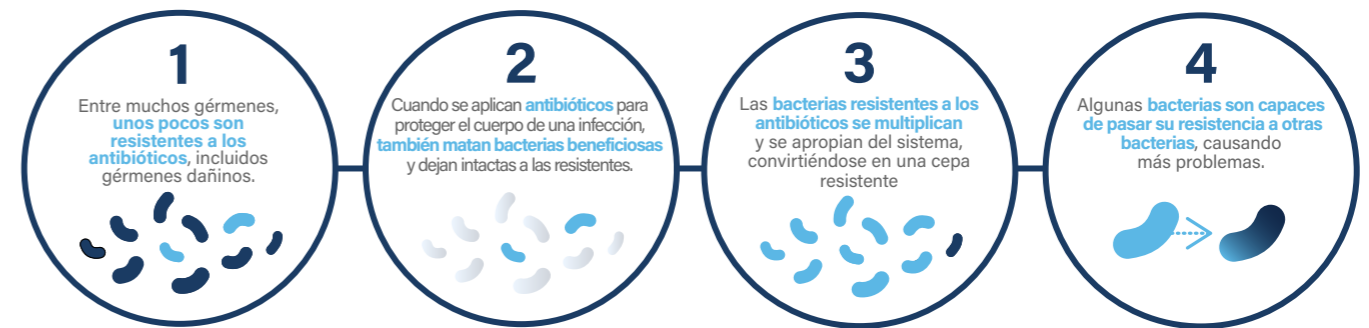 1
Entre muchos gérmenes,
unos pocos son
resistentes a los
antibióticos, incluidos
gérmenes dañinos.
2
Cuando se aplican antibióticos para
proteger el cuerpo de una infección,
también matan bacterias beneficiosas
y dejan intactas a las resistentes.
3
Las bacterias resistentes a los
antibióticos se multiplican
y se apropian del sistema,
convirtiéndose en una cepa
resistente
4
Algunas bacterias son capaces
de pasar su resistencia a otras
bacterias, causando
más problemas.